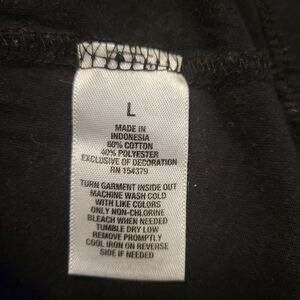 L
MADE IN
INDONESIA
60% COTTON
40% POLYESTER
EXCLUSIVE OF DECORATION
RN 154379
TURN GARMENT INSIDE OUT
MACHINE WASH COLD
WITH LIKE COLORS
ONLY NON-CHLORINE
BLEACH WHEN NEEDED
TUMBLE DRY LOW
REMOVE PROMPTLY
COOL IRON ON REVERSE
SIDE IF NEEDED